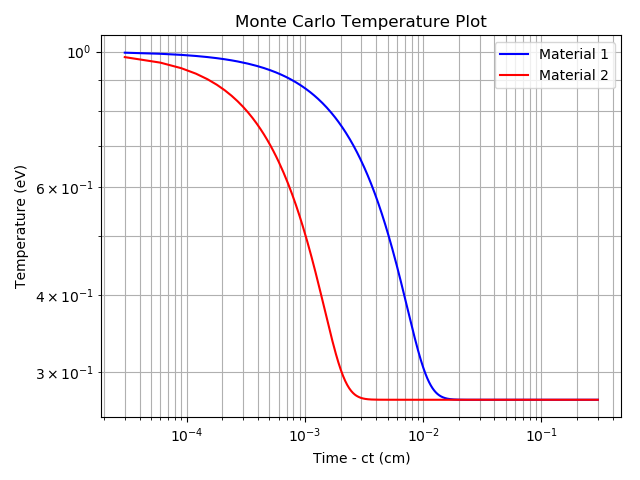 Monte Carlo Temperature Plot
Material 1
Material 2
10⁰
6 × 10⁻¹
4 × 10⁻¹
3 × 10⁻¹
Temperature (eV)
10⁻⁴ 10⁻³ 10⁻² 10⁻¹
Time - ct (cm)